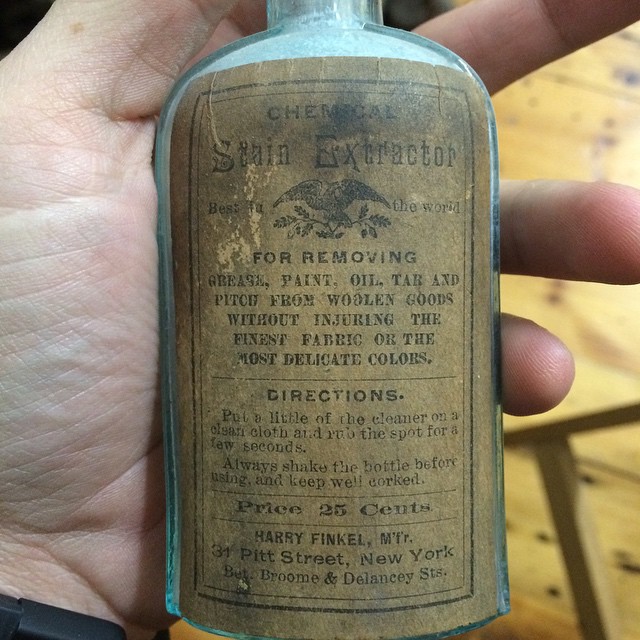 CHEMICAL
Stain Extractor
Best in the world
FOR REMOVING
GREASE, PAINT, OIL, TAR AND
PITCH FROM WOOLEN GOODS
WITHOUT INJURING THE
FINEST FABRIC OR THE
MOST DELICATE COLORS.
DIRECTIONS.
Put a little of the cleaner on a
clean cloth and rub the spot for a
few seconds.
Always shake the bottle before
using, and keep well corked.
Price 25 Cents
HARRY FINKEL, M'f'r.
31 Pitt Street, New York
Bet. Broome & Delancey Sts.